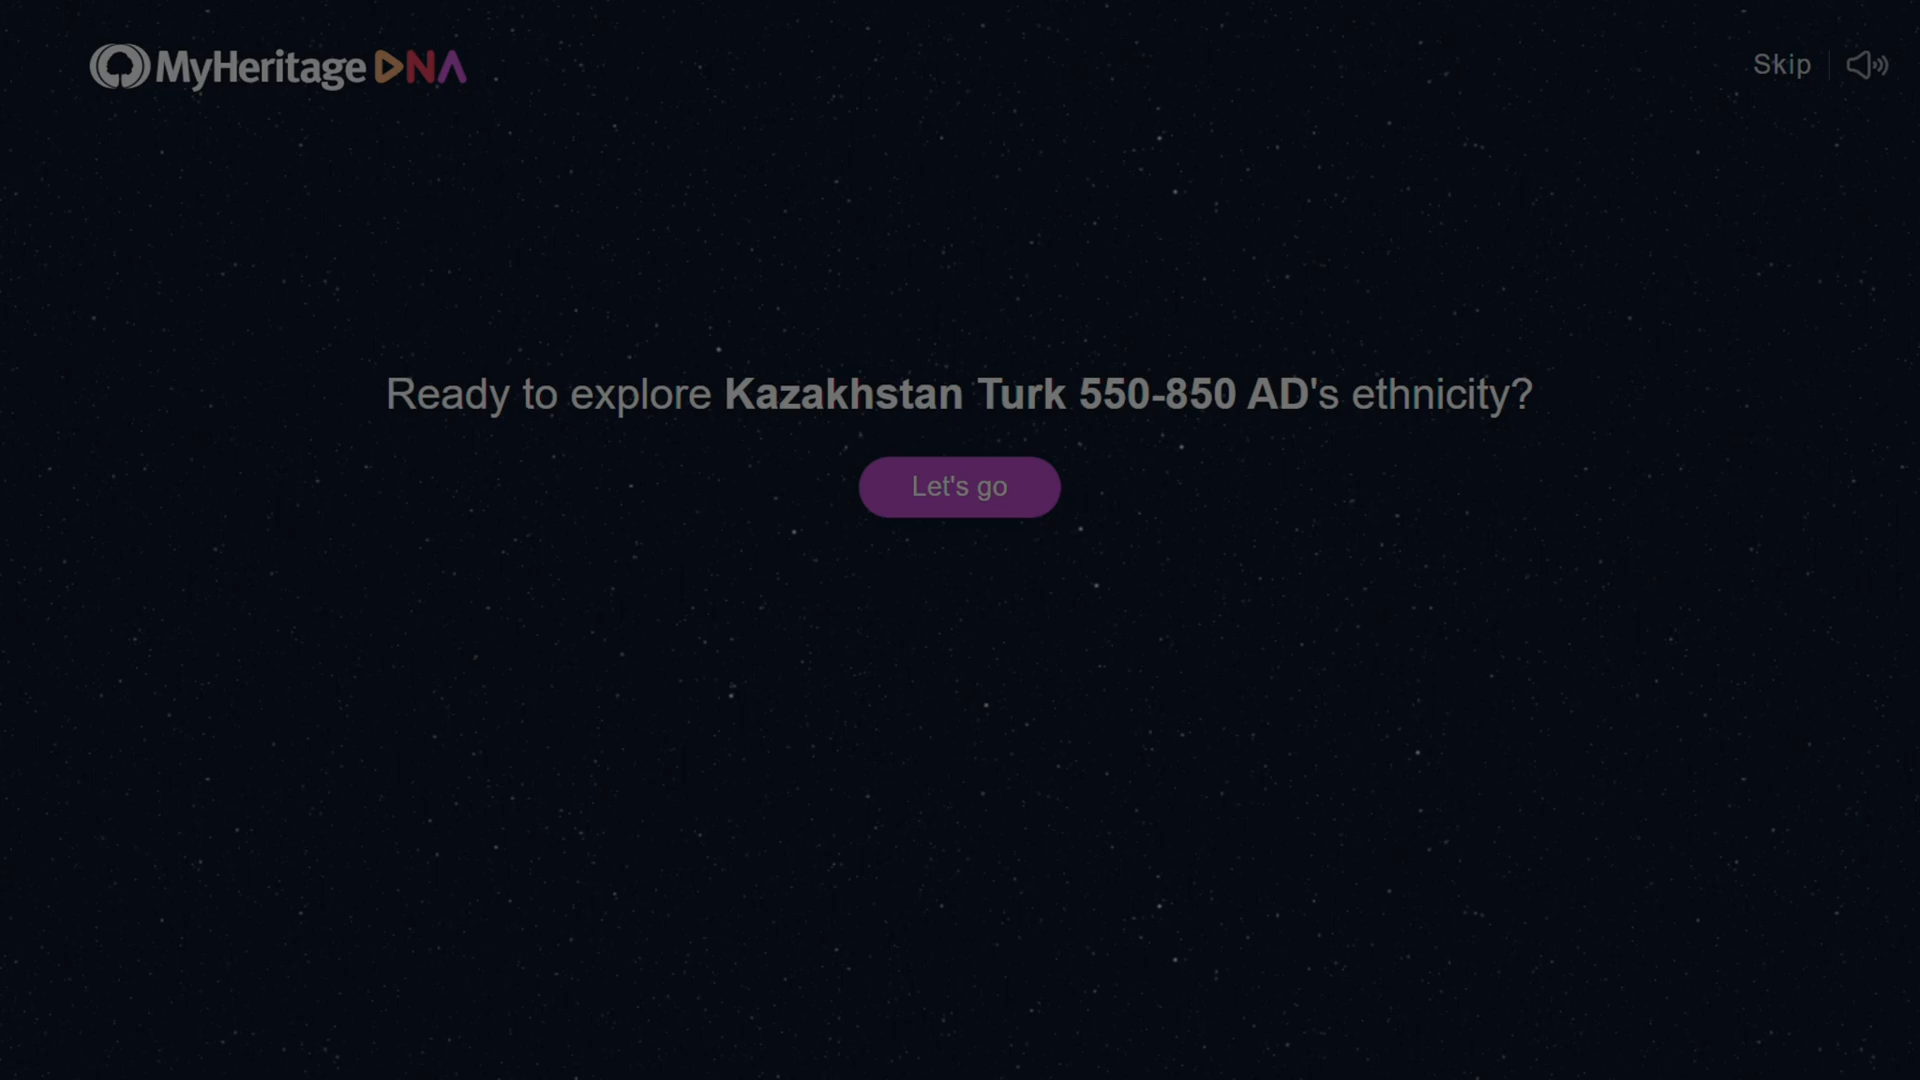 MyHeritage DNA
Skip
Ready to explore Kazakhstan Turk 550-850 AD's ethnicity?
Let's go